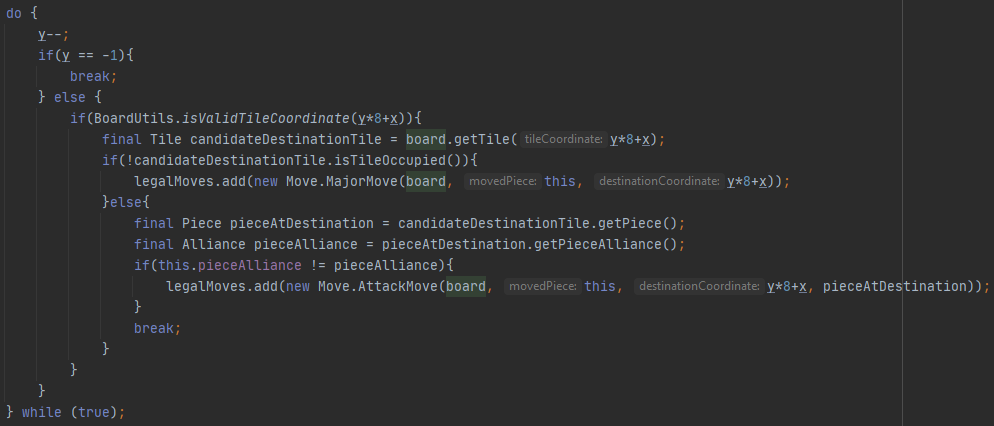 do {
y--;
if(y == -1){
break;
} else {
if(BoardUtils.isValidTileCoordinate(y*8+x)){
final Tile candidateDestinationTile = board.getTile( tileCoordinate: y*8+x);
if(!candidateDestinationTile.isTileOccupied()){
legalMoves.add(new Move.MajorMove(board, movedPiece: this, destinationCoordinate: y*8+x));
}else{
final Piece pieceAtDestination = candidateDestinationTile.getPiece();
final Alliance pieceAlliance = pieceAtDestination.getPieceAlliance();
if(this.pieceAlliance != pieceAlliance){
legalMoves.add(new Move.AttackMove(board, movedPiece: this, destinationCoordinate: y*8+x, pieceAtDestination));
}
break;
}
}
}
} while (true);